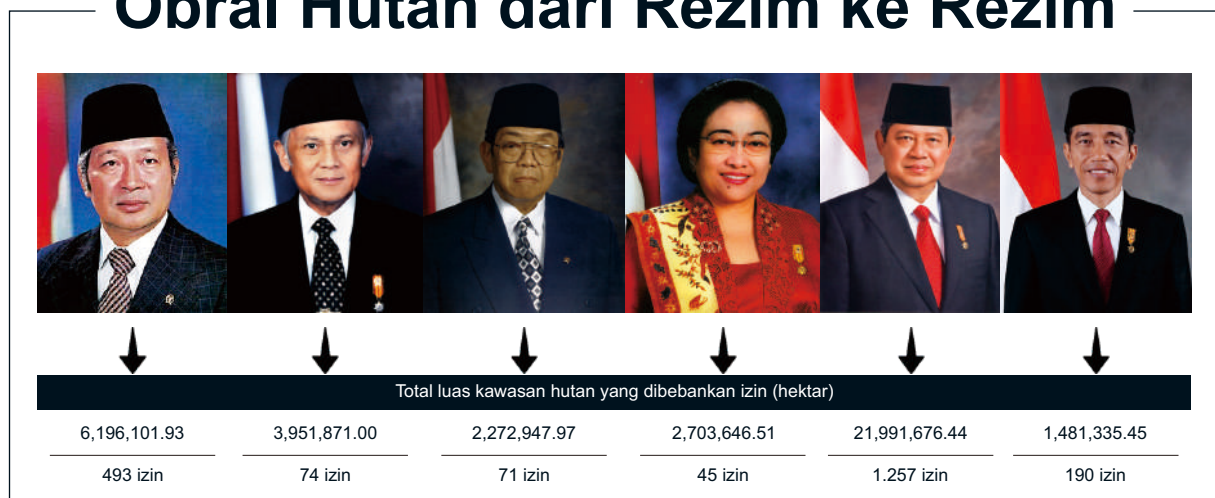 Obral Hutan dari Rezim ke Rezim
Total luas kawasan hutan yang dibebankan izin (hektar)
6,196,101.93 3,951,871.00 2,272,947.97 2,703,646.51 21,991,676.44 1,481,335.45
493 izin 74 izin 71 izin 45 izin 1.257 izin 190 izin